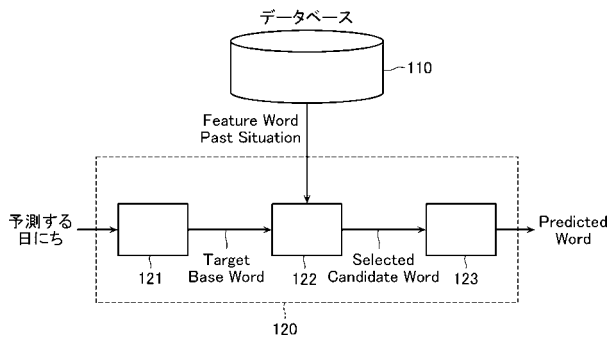 データベース
110
Feature Word
Past Situation
予測する
日にち
Target
Base Word
Selected
Candidate Word
Predicted
Word
121
122
123
120